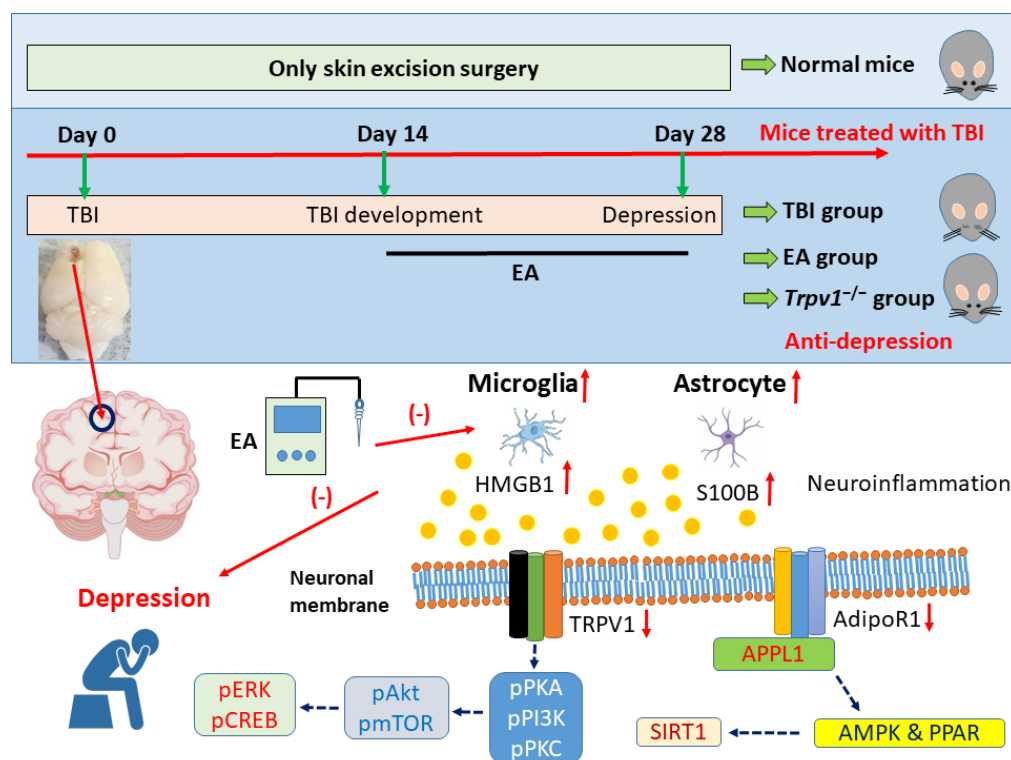 Only skin excision surgery
Normal mice
Day 0
Day 14
Day 28
Mice treated with TBI
TBI
TBI development
Depression
TBI group
EA
EA group
Trpv1−/− group
Anti-depression
Microglia
Astrocyte
EA
(-)
HMGB1
S100B
Neuroinflammation
(-)
Depression
Neuronal
membrane
TRPV1
AdipoR1
APPL1
pERK
pCREB
pAkt
pmTOR
pPKA
pPI3K
pPKC
SIRT1
AMPK & PPAR